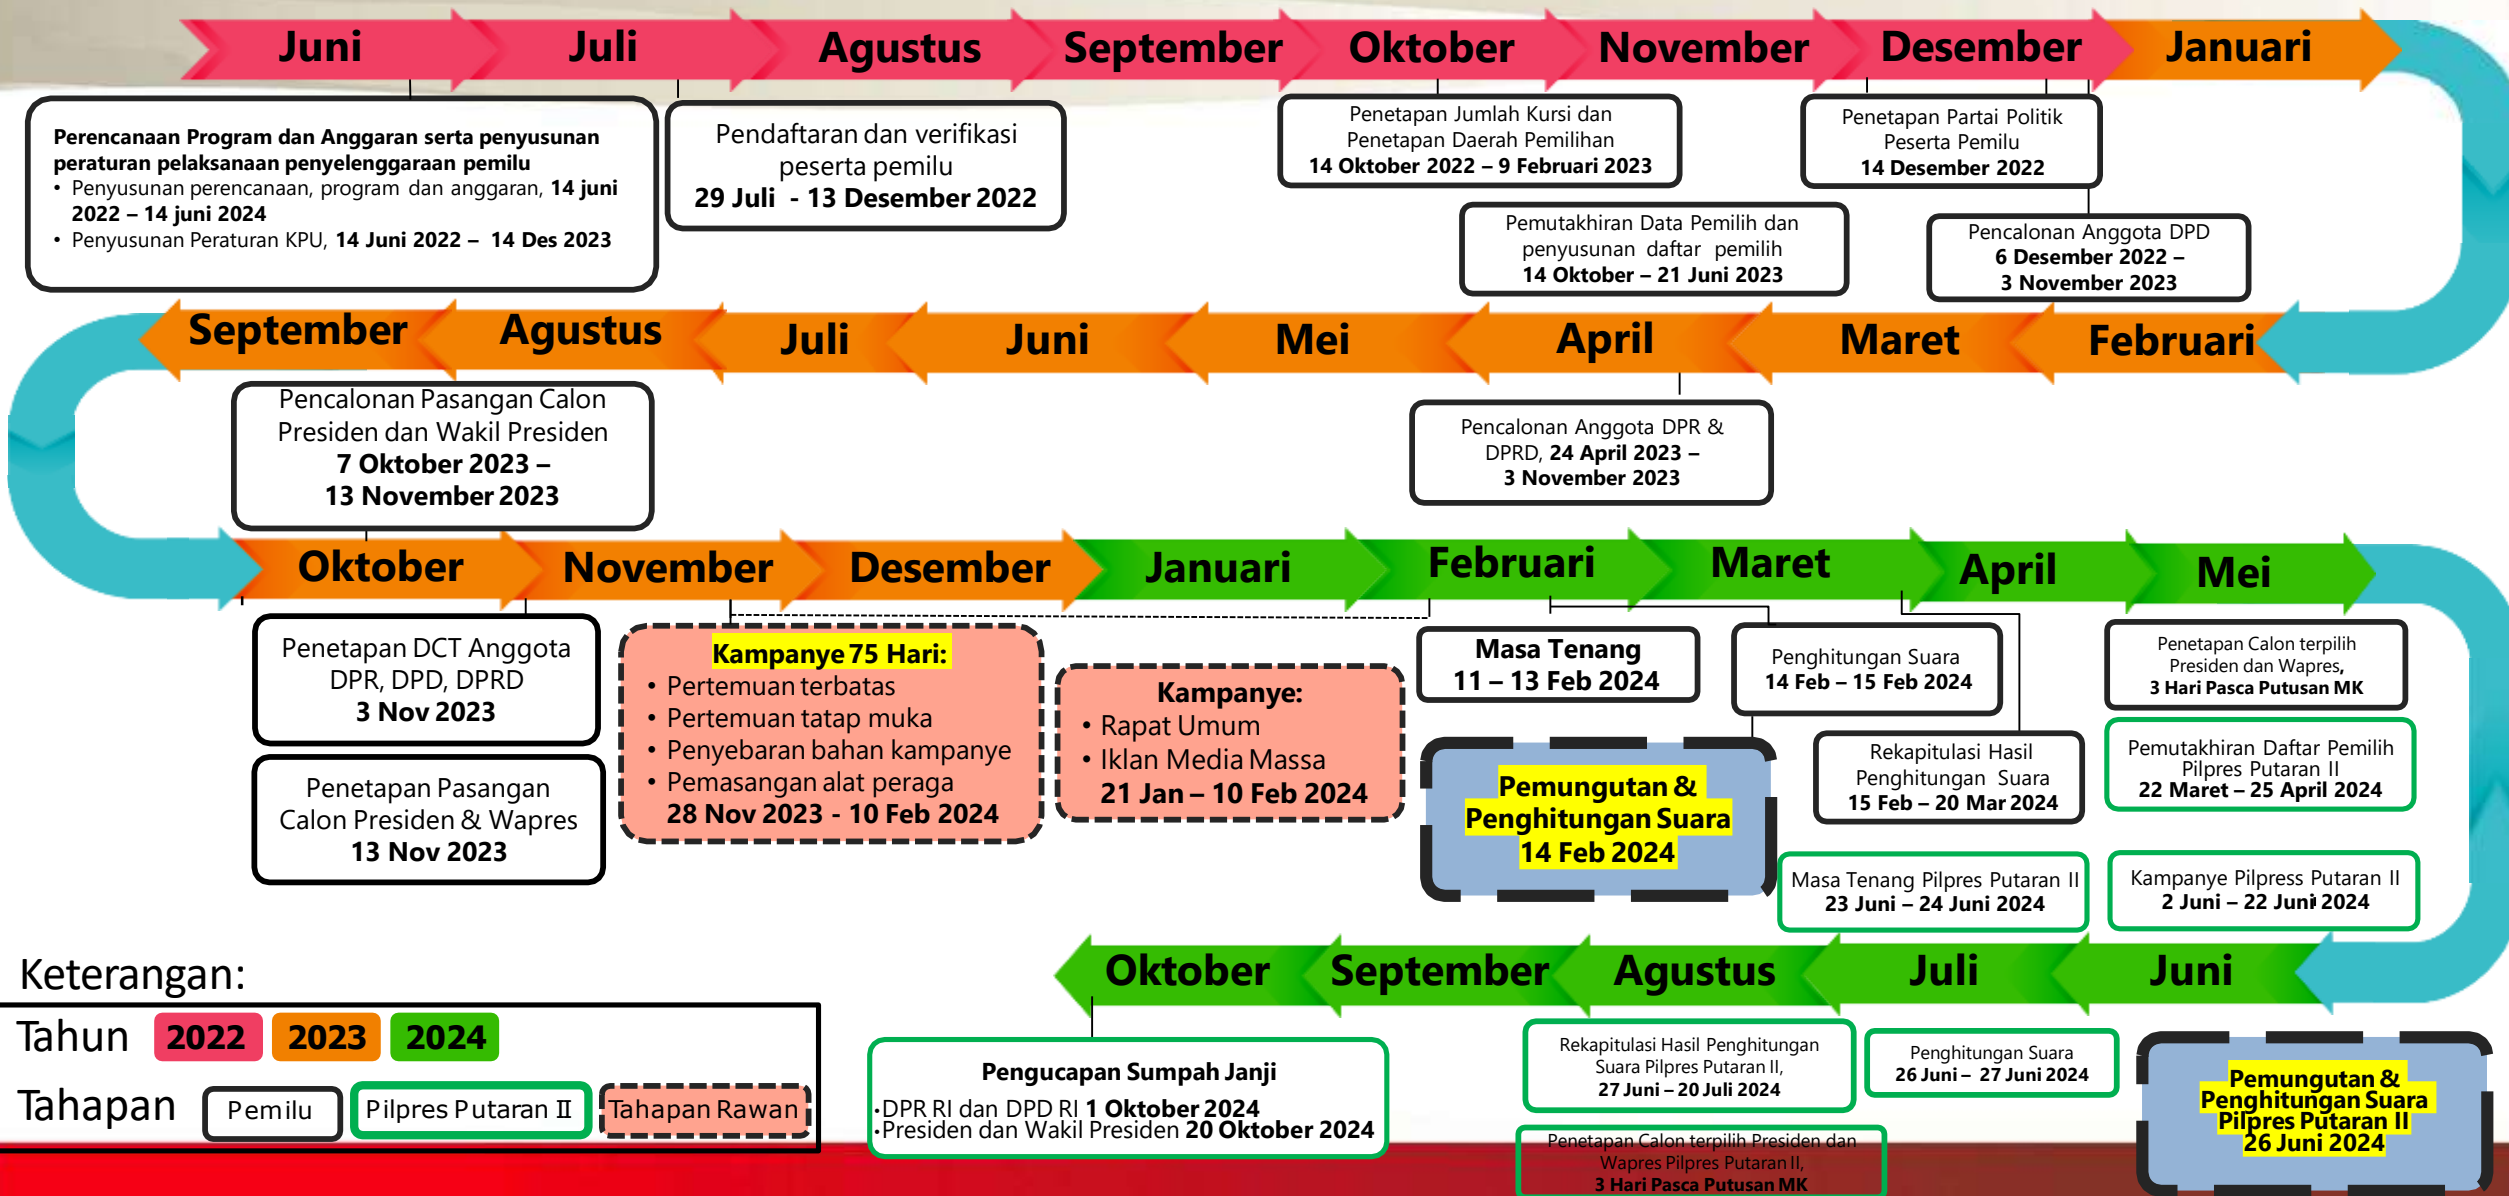 Juni
Juli
Agustus
September
Oktober
November
Desember
Januari
Perencanaan Program dan Anggaran serta penyusunan
peraturan pelaksanaan penyelenggaraan pemilu
• Penyusunan perencanaan, program dan anggaran, 14 juni
2022 – 14 juni 2024
• Penyusunan Peraturan KPU, 14 Juni 2022 – 14 Des 2023
Pendaftaran dan verifikasi
peserta pemilu
29 Juli - 13 Desember 2022
Penetapan Jumlah Kursi dan
Penetapan Daerah Pemilihan
14 Oktober 2022 – 9 Februari 2023
Pemutakhiran Data Pemilih dan
penyusunan daftar pemilih
14 Oktober – 21 Juni 2023
Penetapan Partai Politik
Peserta Pemilu
14 Desember 2022
Pencalonan Anggota DPD
6 Desember 2022 –
3 November 2023
September
Agustus
Juli
Juni
Mei
April
Maret
Februari
Pencalonan Pasangan Calon
Presiden dan Wakil Presiden
7 Oktober 2023 –
13 November 2023
Pencalonan Anggota DPR &
DPRD, 24 April 2023 –
3 November 2023
Oktober
November
Desember
Januari
Februari
Maret
April
Mei
Penetapan DCT Anggota
DPR, DPD, DPRD
3 Nov 2023
Penetapan Pasangan
Calon Presiden & Wapres
13 Nov 2023
Kampanye 75 Hari:
• Pertemuan terbatas
• Pertemuan tatap muka
• Penyebaran bahan kampanye
• Pemasangan alat peraga
28 Nov 2023 - 10 Feb 2024
Kampanye:
• Rapat Umum
• Iklan Media Massa
21 Jan – 10 Feb 2024
Masa Tenang
11 – 13 Feb 2024
Penghitungan Suara
14 Feb – 15 Feb 2024
Pemungutan &
Penghitungan Suara
14 Feb 2024
Rekapitulasi Hasil
Penghitungan Suara
15 Feb – 20 Mar 2024
Penetapan Calon terpilih
Presiden dan Wapres,
3 Hari Pasca Putusan MK
Pemutakhiran Daftar Pemilih
Pilpres Putaran II
22 Maret – 25 April 2024
Masa Tenang Pilpres Putaran II
23 Juni – 24 Juni 2024
Kampanye Pilpress Putaran II
2 Juni – 22 Juni 2024
Oktober
September
Agustus
Juli
Juni
Pengucapan Sumpah Janji
•DPR RI dan DPD RI 1 Oktober 2024
•Presiden dan Wakil Presiden 20 Oktober 2024
Rekapitulasi Hasil Penghitungan
Suara Pilpres Putaran II,
27 Juni – 20 Juli 2024
Penetapan Calon terpilih Presiden dan
Wapres Pilpres Putaran II,
3 Hari Pasca Putusan MK
Penghitungan Suara
26 Juni – 27 Juni 2024
Pemungutan &
Penghitungan Suara
Pilpres Putaran II
26 Juni 2024
Keterangan:
Tahun 2022 2023 2024
Tahapan Pemilu Pilpres Putaran II Tahapan Rawan